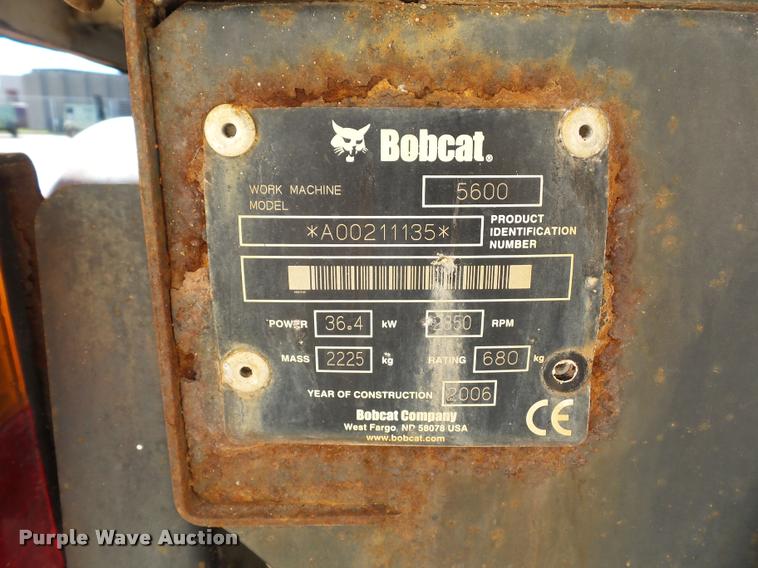 Bobcat®
WORK MACHINE MODEL 5600
*A00211135* PRODUCT IDENTIFICATION NUMBER
POWER 36.4 kW 2850 RPM
MASS 2225 kg RATING 680 kg
YEAR OF CONSTRUCTION 2006
Bobcat Company
West Fargo, ND 58078 USA
www.bobcat.com
CE
Purple Wave Auction